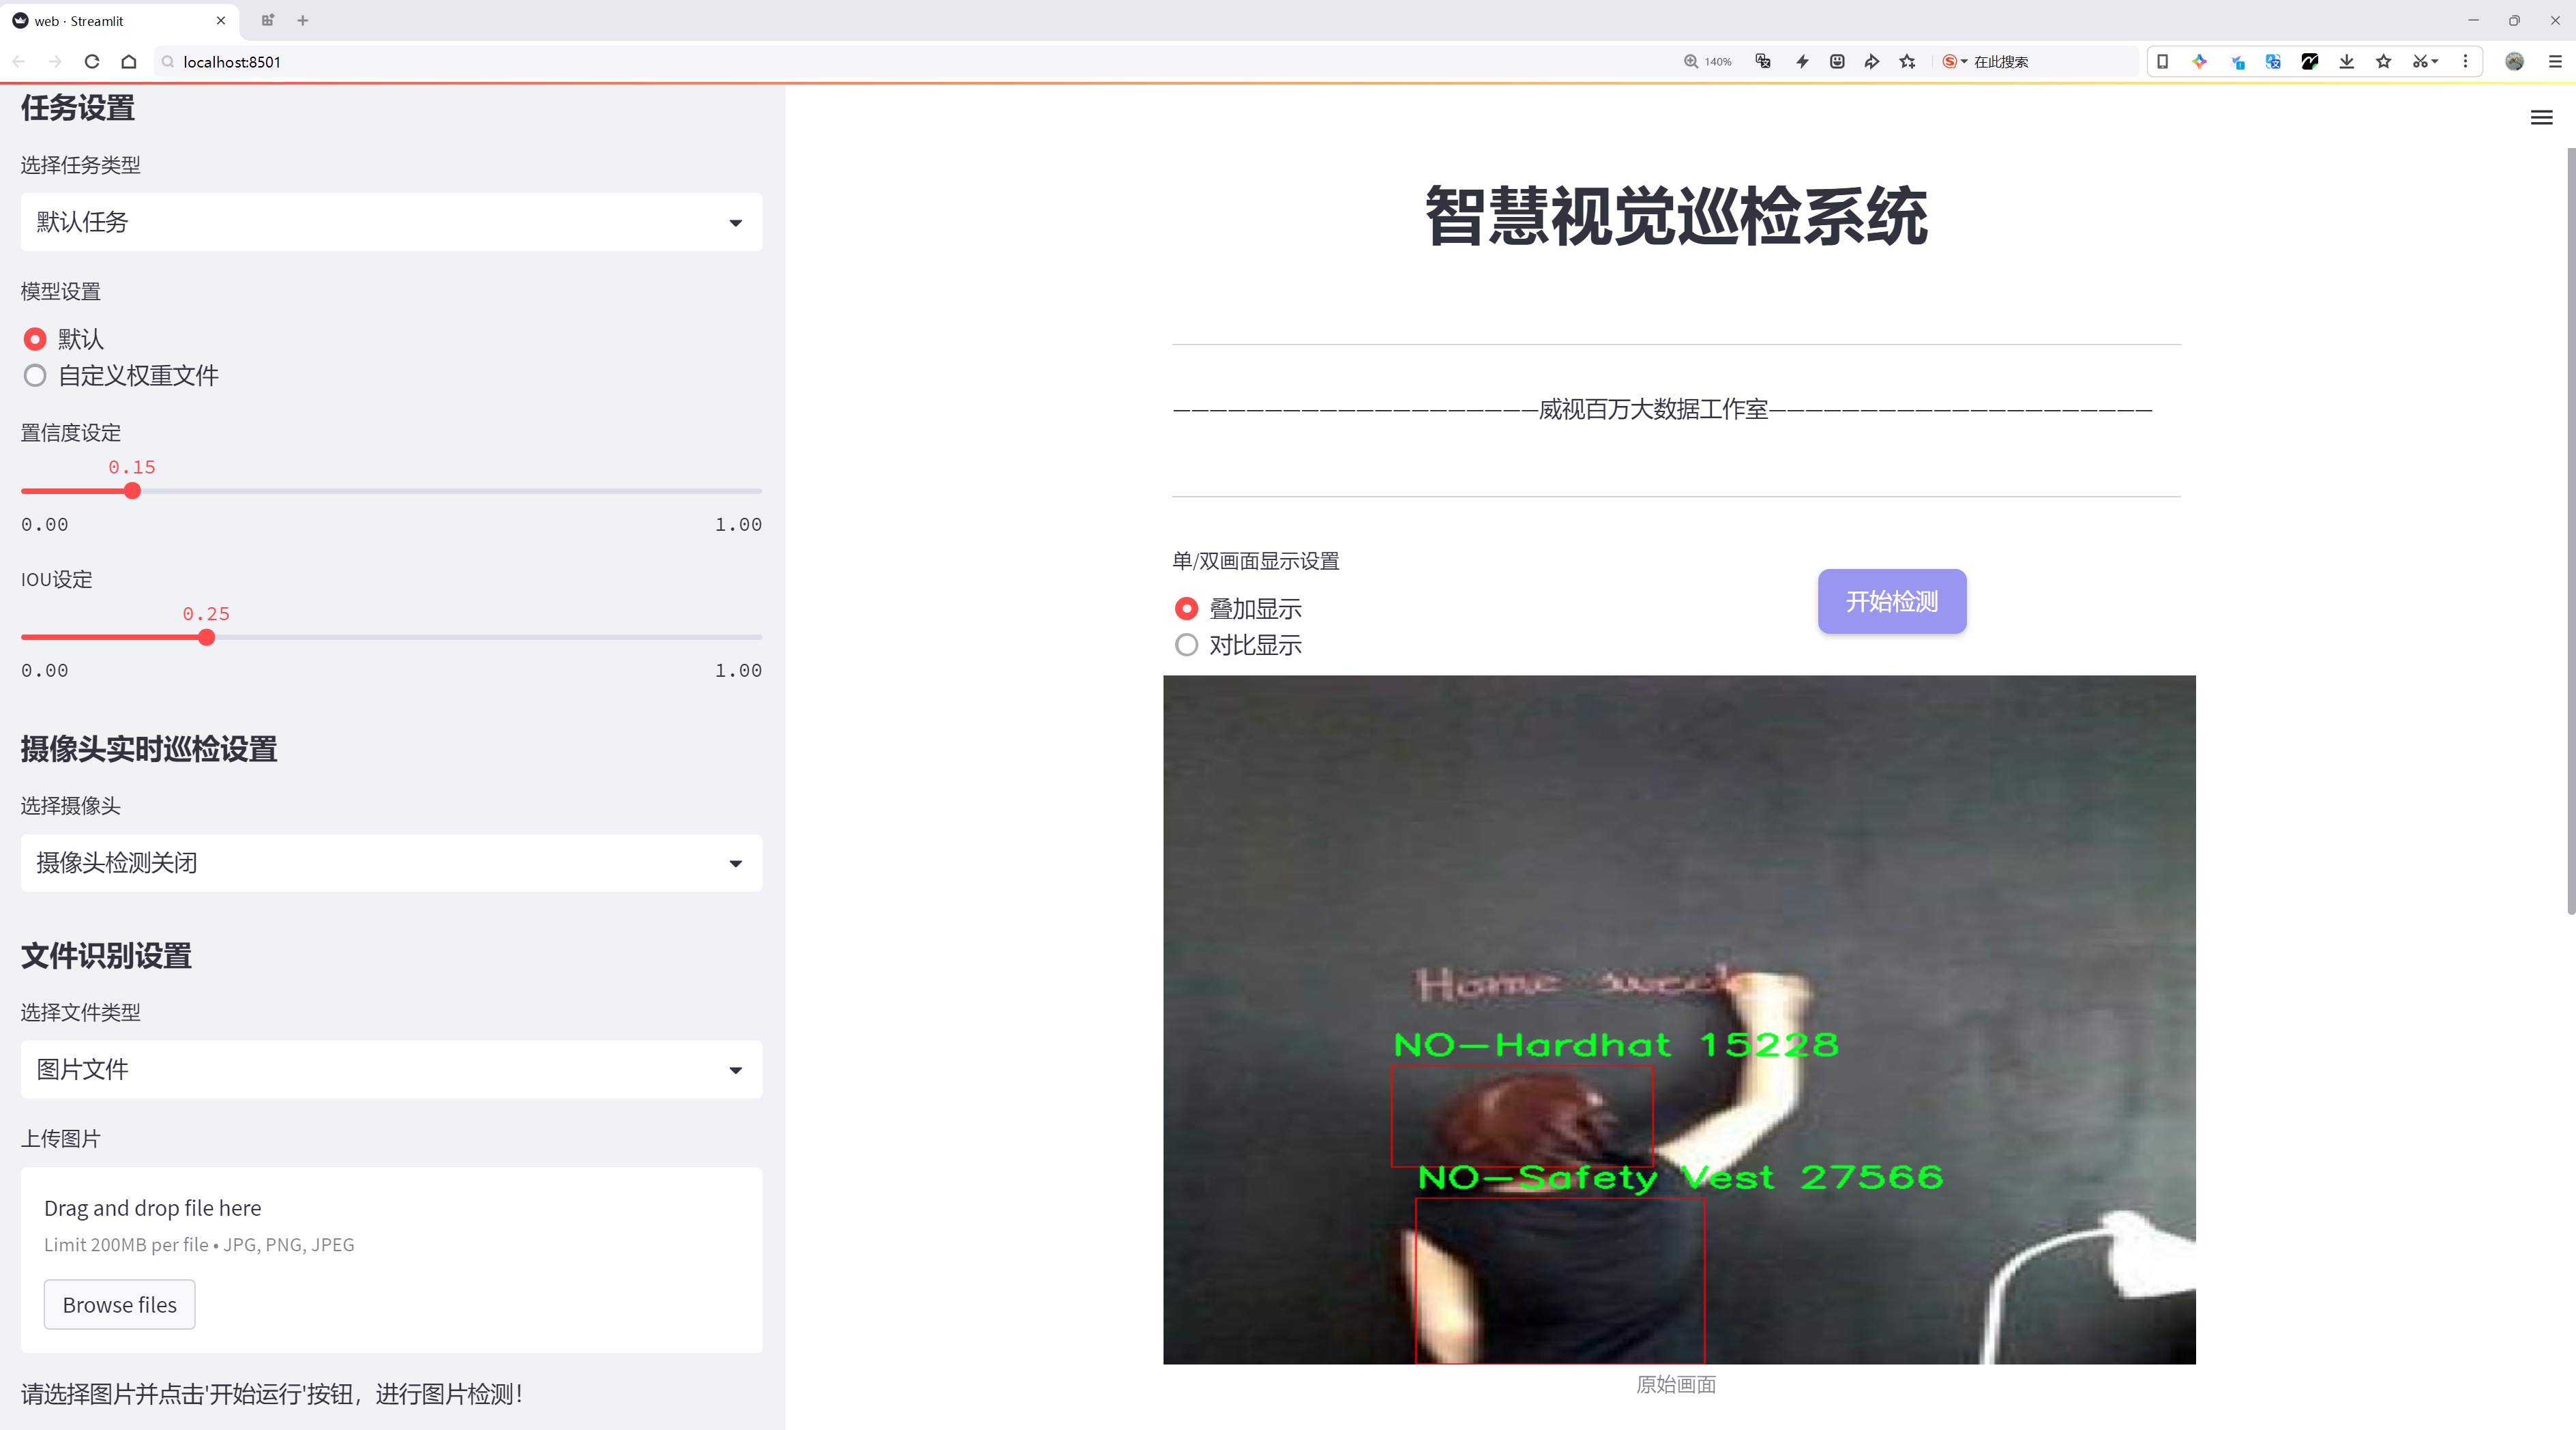 web · Streamlit
localhost:8501
140%
在此搜索
任务设置
选择任务类型
默认任务
模型设置
默认
自定义权重文件
置信度设定
0.15
0.00
1.00
IOU设定
0.25
0.00
1.00
摄像头实时巡检设置
选择摄像头
摄像头检测关闭
文件识别设置
选择文件类型
图片文件
上传图片
Drag and drop file here
Limit 200MB per file • JPG, PNG, JPEG
Browse files
请选择图片并点击'开始运行'按钮，进行图片检测！
智慧视觉巡检系统
————————————————————威视百万大数据工作室—————————————————————
单/双画面显示设置
叠加显示
对比显示
开始检测
Home sweet
NO-Hardhat 15228
NO-Safety Vest 27566
原始画面